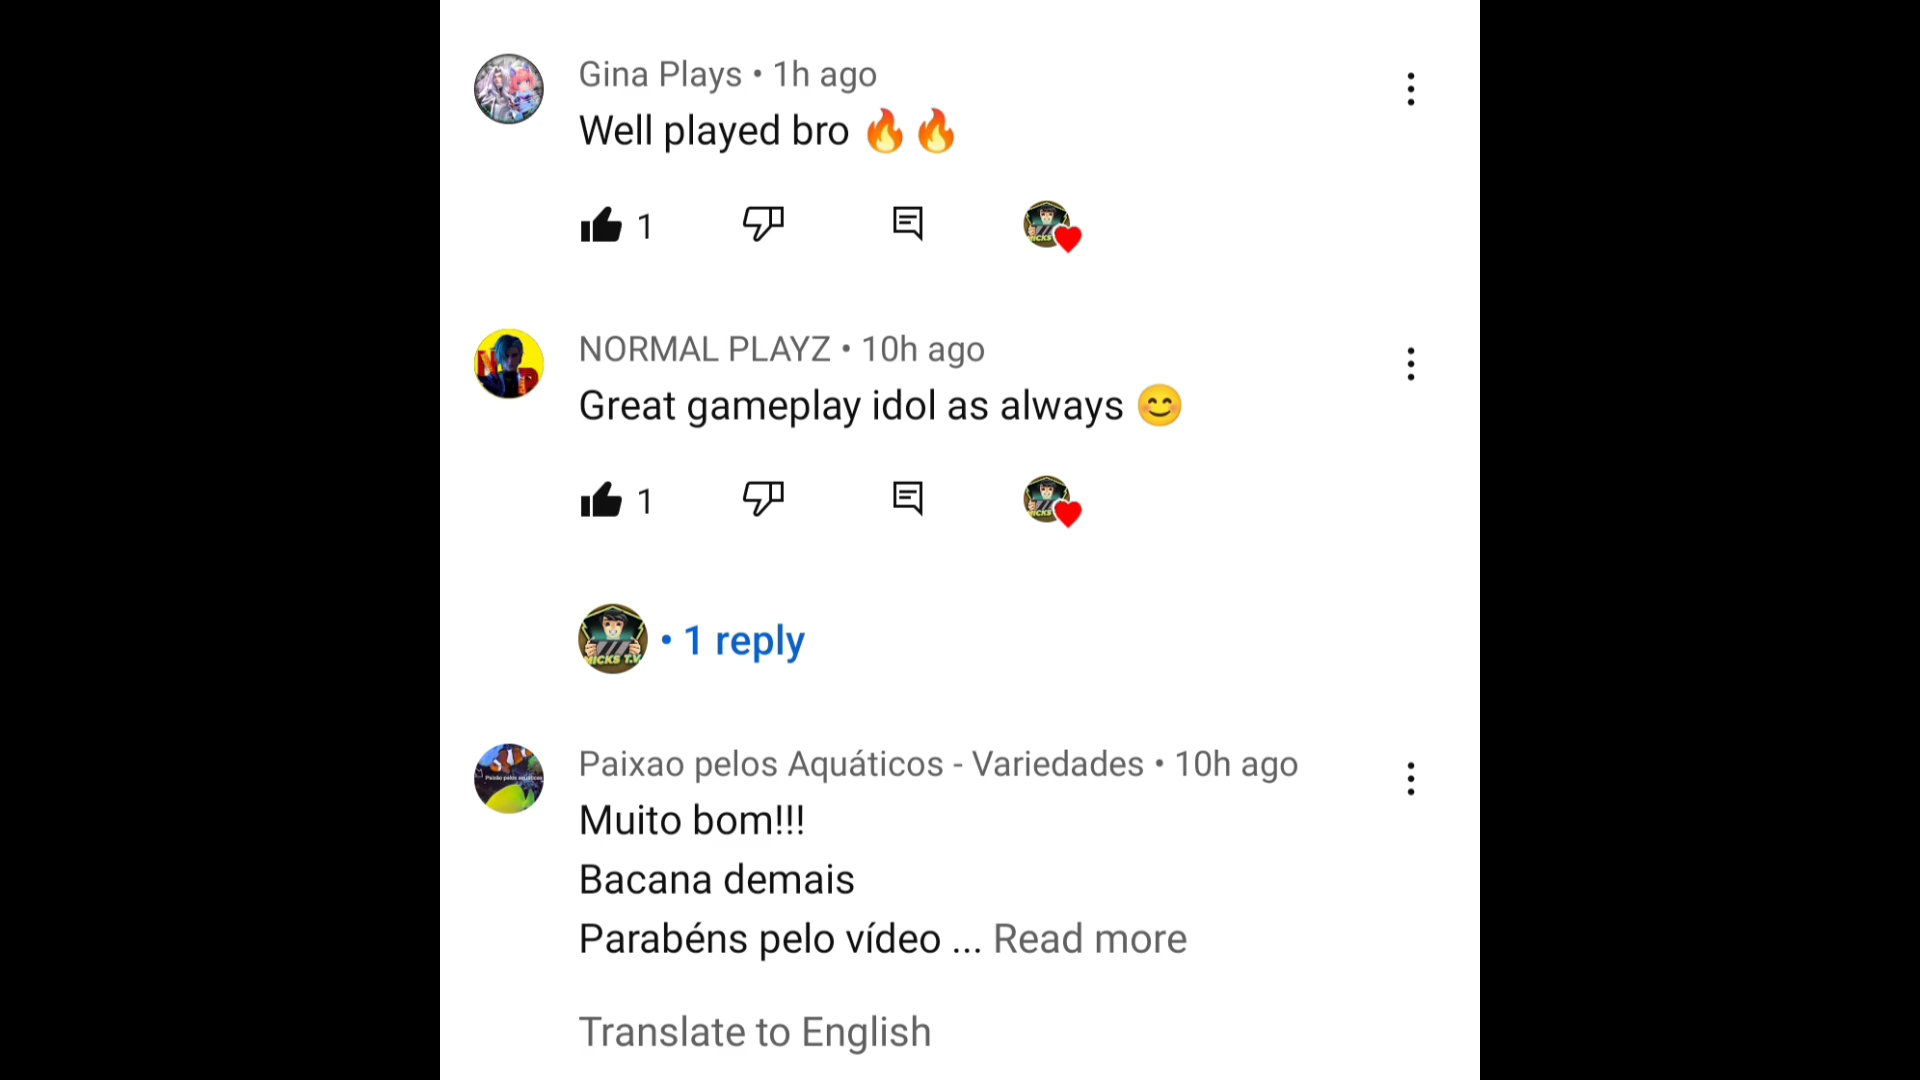 Gina Plays • 1h ago
Well played bro 🔥🔥
1
NORMAL PLAYZ • 10h ago
Great gameplay idol as always 😊
1
• 1 reply
Paixao pelos Aquáticos - Variedades • 10h ago
Muito bom!!!
Bacana demais
Parabéns pelo vídeo ... Read more
Translate to English